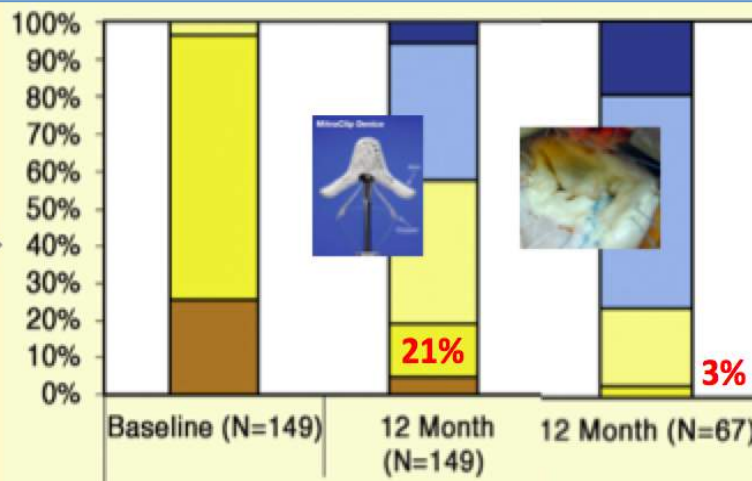 100%
90%
80%
70%
60%
50%
40%
30%
20%
10%
0%
MitraClip Device
21%
3%
Baseline (N=149)
12 Month
(N=149)
12 Month (N=67)